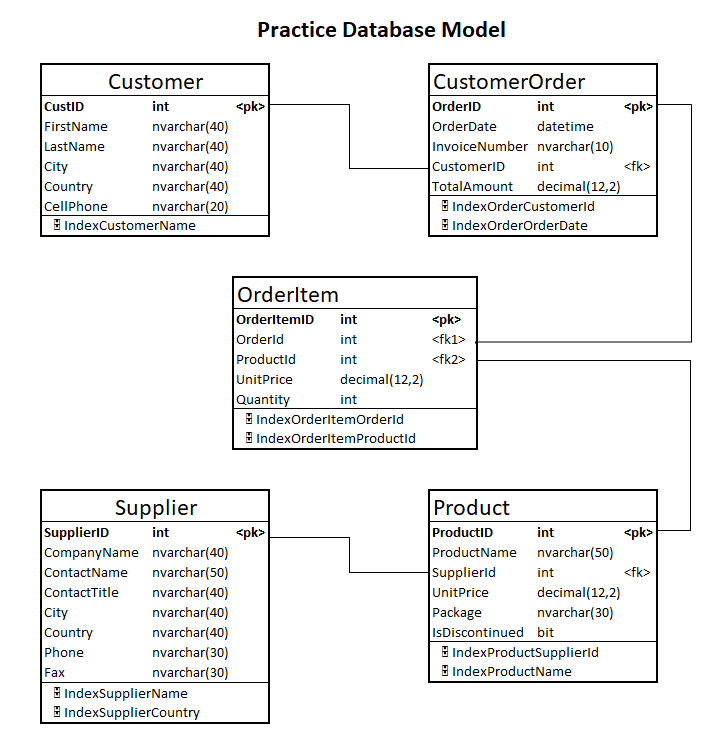 Practice Database Model
Customer
CustID int <pk>
FirstName nvarchar(40)
LastName nvarchar(40)
City nvarchar(40)
Country nvarchar(40)
CellPhone nvarchar(20)
IndexCustomerName
CustomerOrder
OrderID int <pk>
OrderDate datetime
InvoiceNumber nvarchar(10)
CustomerID int <fk>
TotalAmount decimal(12,2)
IndexOrderCustomerId
IndexOrderOrderDate
OrderItem
OrderItemID int <pk>
OrderId int <fk1>
ProductId int <fk2>
UnitPrice decimal(12,2)
Quantity int
IndexOrderItemOrderId
IndexOrderItemProductId
Supplier
SupplierID int <pk>
CompanyName nvarchar(40)
ContactName nvarchar(50)
ContactTitle nvarchar(40)
City nvarchar(40)
Country nvarchar(40)
Phone nvarchar(30)
Fax nvarchar(30)
IndexSupplierName
IndexSupplierCountry
Product
ProductID int <pk>
ProductName nvarchar(50)
SupplierId int <fk>
UnitPrice decimal(12,2)
Package nvarchar(30)
IsDiscontinued bit
IndexProductSupplierId
IndexProductName